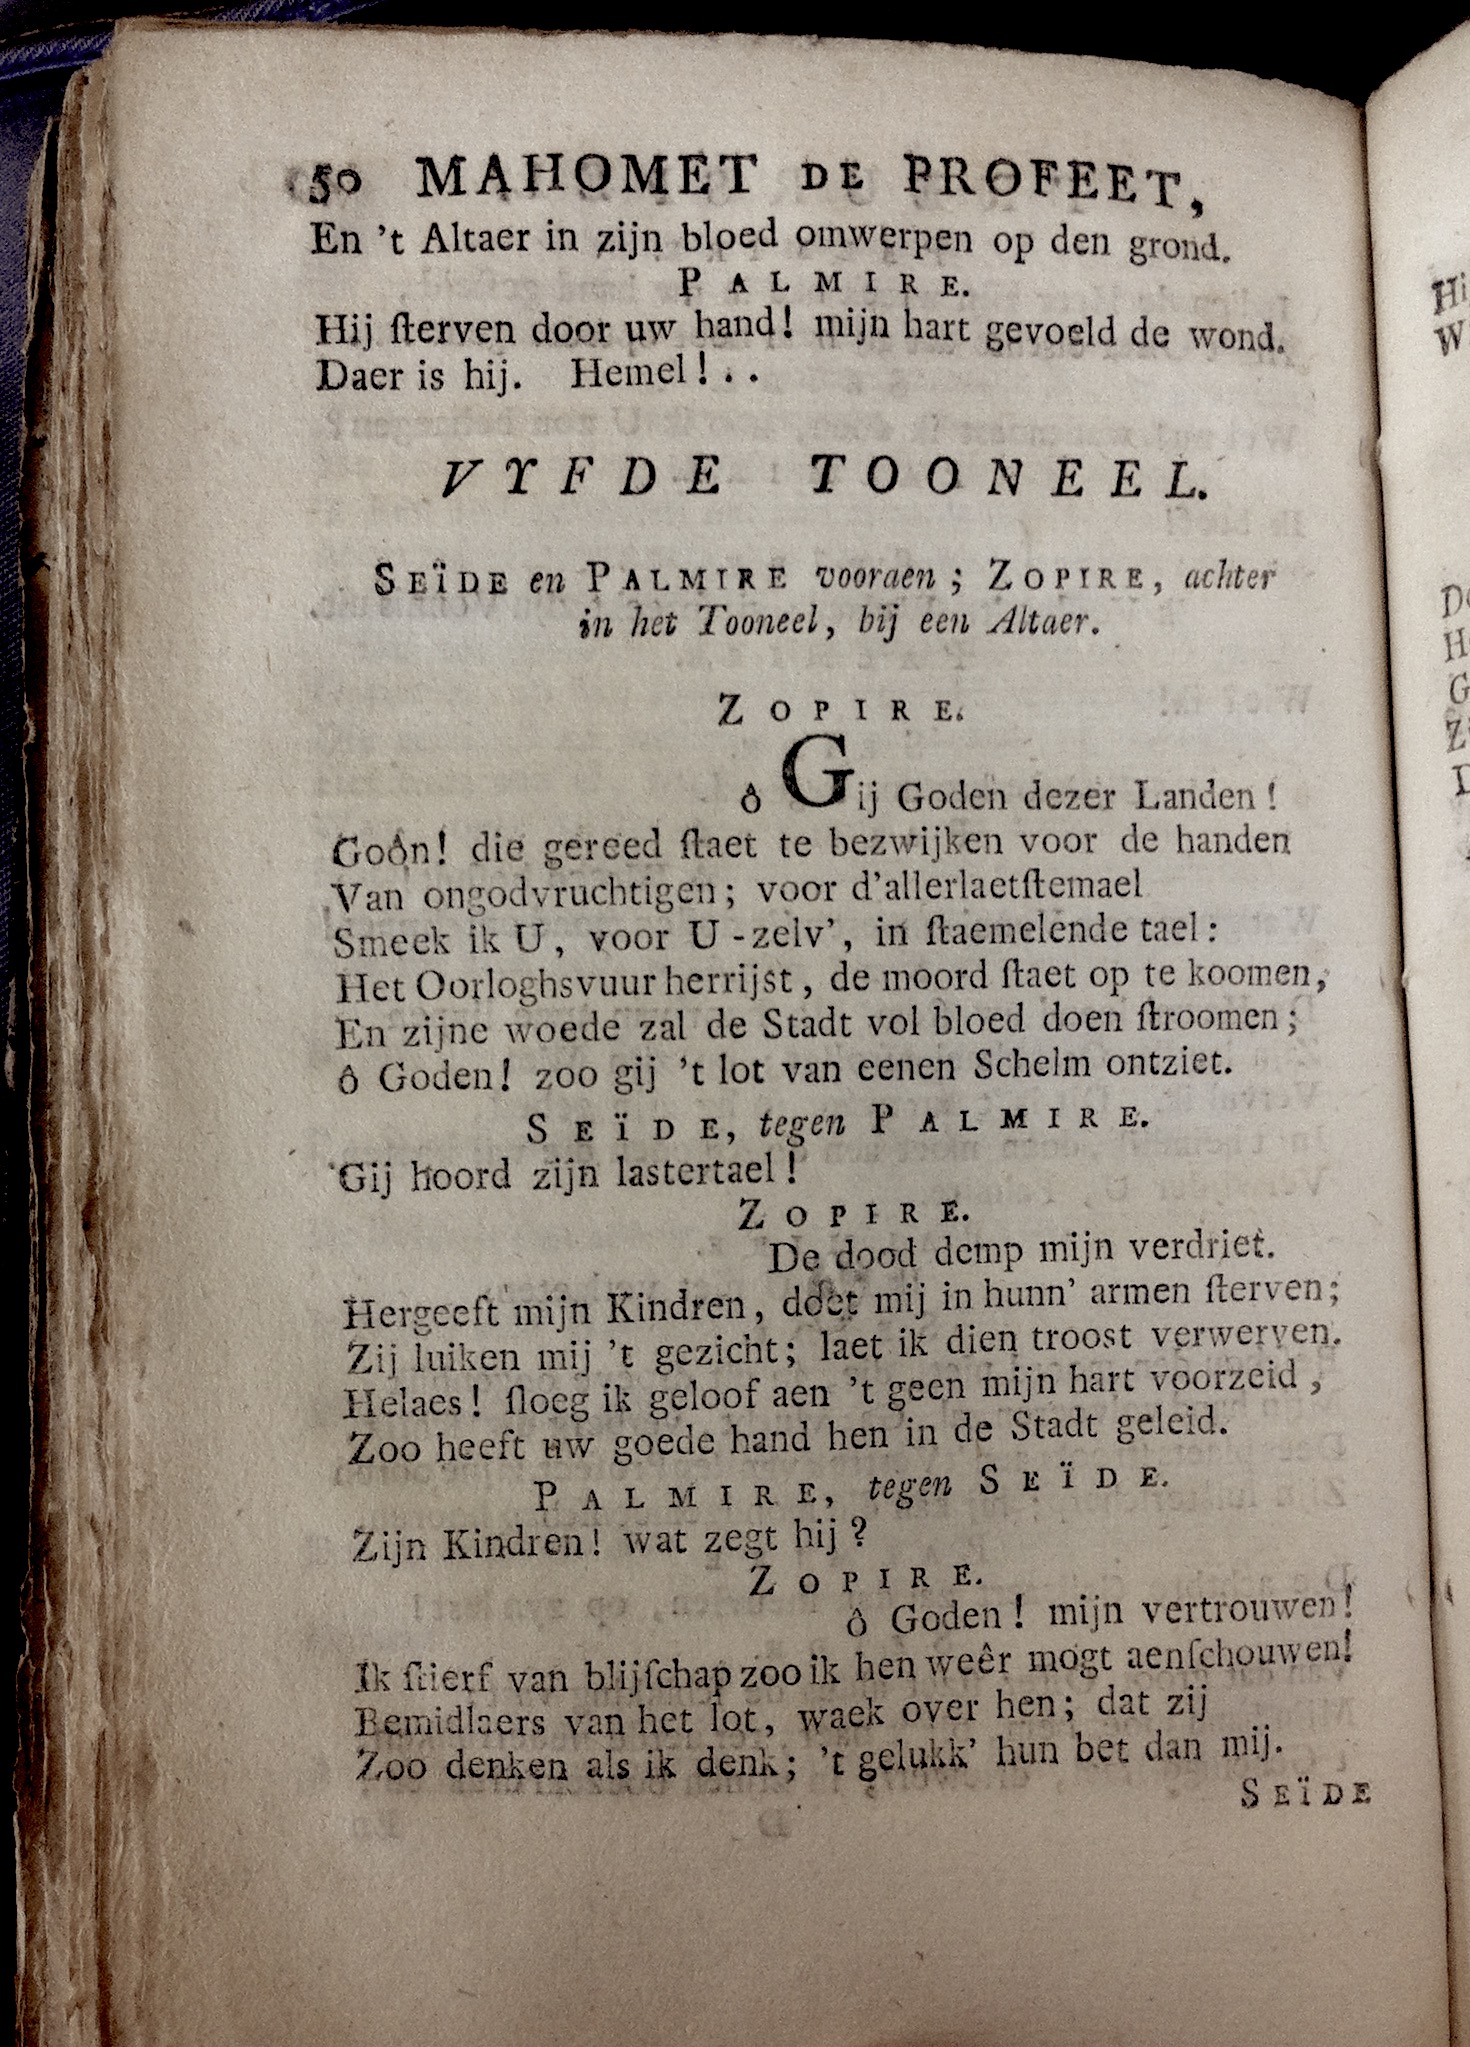 50 MAHOMET DE PROFEET,
En 't Altaer in zijn bloed omwerpen op den grond.
PALMIRE.
Hij ſterven door uw hand! mijn hart gevoeld de wond.
Daer is hij. Hemel! . .
VYFDE TOONEEL.
SEÏDE en PALMIRE vooraen; ZOPIRE, achter
in het Tooneel, bij een Altaer.
ZOPIRE.
ô Gij Goden dezer Landen!
Goôn! die gereed ſtaet te bezwijken voor de handen
Van ongodvruchtigen; voor d'allerlaetſtemael
Smeek ik U, voor U-zelv', in ſtaemelende tael:
Het Oorloghsvuur herrijst, de moord ſtaet op te koomen,
En zijne woede zal de Stadt vol bloed doen ſtroomen;
ô Goden! zoo gij 't lot van eenen Schelm ontziet.
SEÏDE, tegen PALMIRE.
Gij hoord zijn lastertael!
ZOPIRE.
De dood demp mijn verdriet.
Hergeeft mijn Kindren, doet mij in hunn' armen ſterven;
Zij luiken mij 't gezicht; laet ik dien troost verwerven.
Helaes! ſloeg ik geloof aen 't geen mijn hart voorzeid,
Zoo heeft uw goede hand hen in de Stadt geleid.
PALMIRE, tegen SEÏDE.
Zijn Kindren! wat zegt hij?
ZOPIRE.
ô Goden! mijn vertrouwen!
Ik ſtierf van blijſchap zoo ik hen weêr mogt aenſchouwen!
Bemidlaers van het lot, waek over hen; dat zij
Zoo denken als ik denk; 't gelukk' hun bet dan mij.
SEÏDE